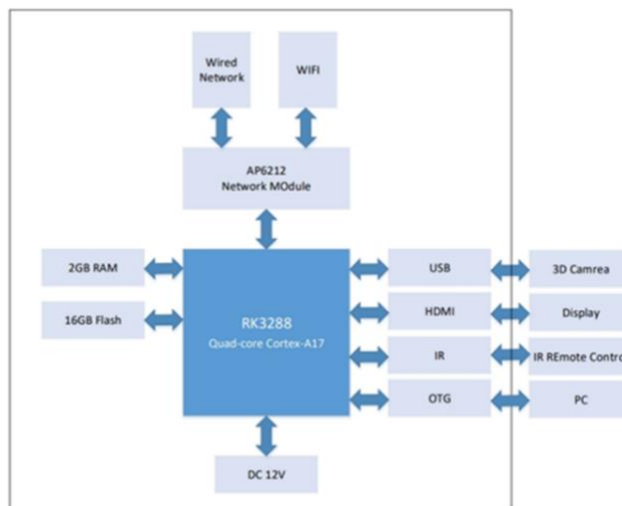 Wired
Network
WIFI
AP6212
Network MOdule
2GB RAM
16GB Flash
RK3288
Quad-core Cortex-A17
USB
3D Camrea
HDMI
Display
IR
IR REmote Control
OTG
PC
DC 12V